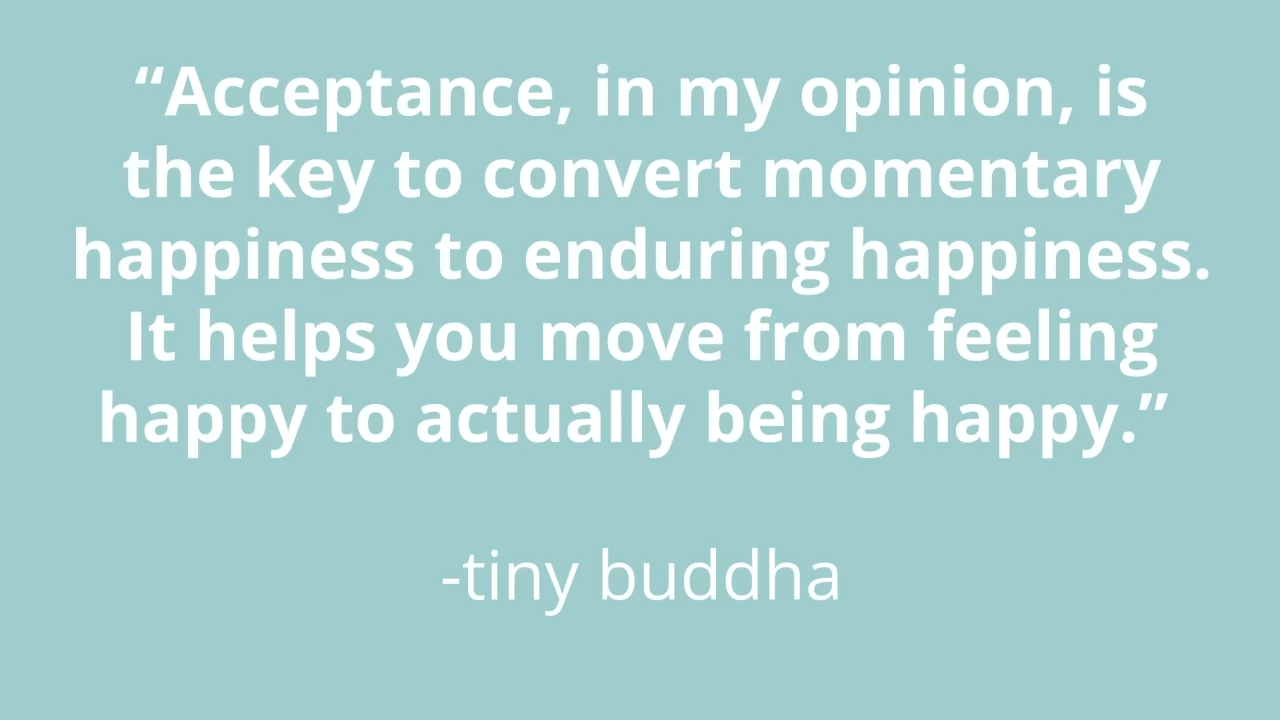 “Acceptance, in my opinion, is
the key to convert momentary
happiness to enduring happiness.
It helps you move from feeling
happy to actually being happy.”
-tiny buddha